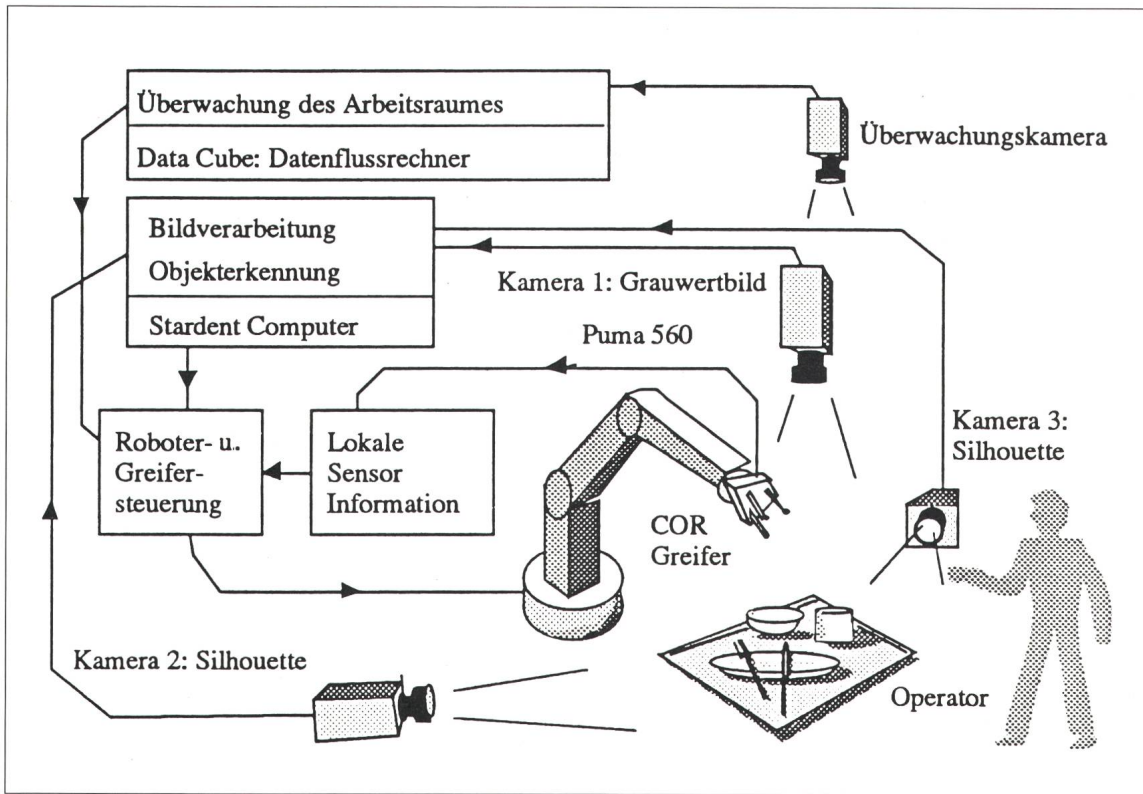 Überwachung des Arbeitsraumes
Data Cube: Datenflussrechner
Überwachungskamera
Bildverarbeitung
Objekterkennung
Stardent Computer
Kamera 1: Grauwertbild
Puma 560
Roboter- u.
Greifer-
steuerung
Lokale
Sensor
Information
COR
Greifer
Kamera 3:
Silhouette
Kamera 2: Silhouette
Operator